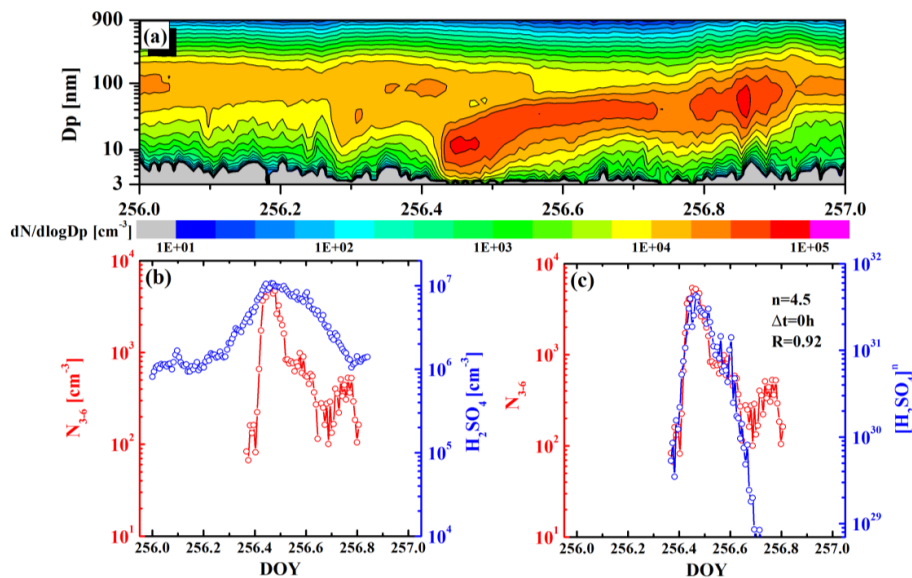 900
(a)
100
Dp [nm]
10
3
256.0 256.2 256.4 256.6 256.8 257.0
dN/dlogDp [cm⁻³]
1E+01 1E+02 1E+03 1E+04 1E+05
(b)
10⁴
10³
10²
10¹
N₃₋₆ [cm⁻³]
10⁷
10⁶
10⁵
10⁴
H₂SO₄ [cm⁻³]
256.0 256.2 256.4 256.6 256.8 257.0
DOY
(c)
n=4.5
Δt=0h
R=0.92
10⁴
10³
10²
10¹
N₃₋₆
10³²
10³¹
10³⁰
10²⁹
[H₂SO₄]ⁿ
256.0 256.2 256.4 256.6 256.8 257.0
DOY